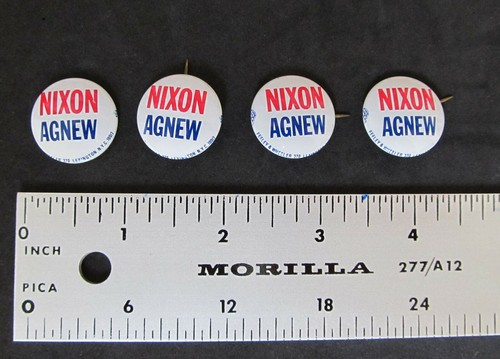 NIXON
AGNEW
NIXON
AGNEW
NIXON
AGNEW
NIXON
AGNEW
0 1 2 3 4
INCH
MORILLA 277/A12
PICA
0 6 12 18 24